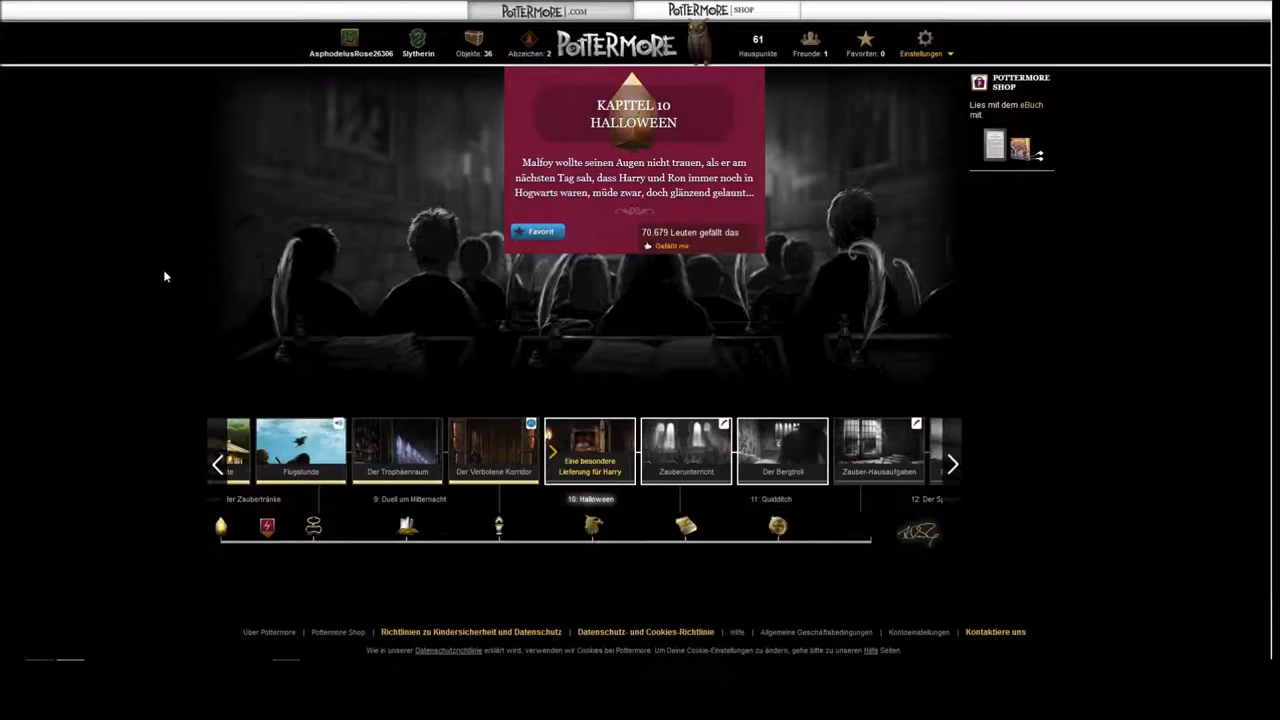 POTTERMORE .COM
POTTERMORE SHOP
AsphodelusRose26306
Slytherin
Objekte: 36
Abzeichen: 2
POTTERMORE
61
Hauspunkte
Freunde: 1
Favoriten: 0
Einstellungen
POTTERMORE
SHOP
Lies mit dem eBuch
mit.
KAPITEL 10
HALLOWEEN
Malfoy wollte seinen Augen nicht trauen, als er am
nächsten Tag sah, dass Harry und Ron immer noch in
Hogwarts waren, müde zwar, doch glänzend gelaunt...
Favorit
70.679 Leuten gefällt das
Gefällt mir
Flugstunde
Der Trophäenraum
Der Verbotene Korridor
Eine besondere
Lieferung für Harry
Zauberunterricht
Der Bergtroll
Zauber-Hausaufgaben
ler Zaubertränke
9: Duell um Mitternacht
10: Halloween
11: Quidditch
12: Der Sp
Über Pottermore | Pottermore Shop | Richtlinien zu Kindersicherheit und Datenschutz | Datenschutz- und Cookies-Richtlinie | Hilfe | Allgemeine Geschäftsbedingungen | Kontoeinstellungen | Kontaktiere uns
Wie in unserer Datenschutzrichtlinie erklärt wird, verwenden wir Cookies bei Pottermore. Um Deine Cookie-Einstellungen zu ändern, gehe bitte zu unseren Hilfe Seiten.